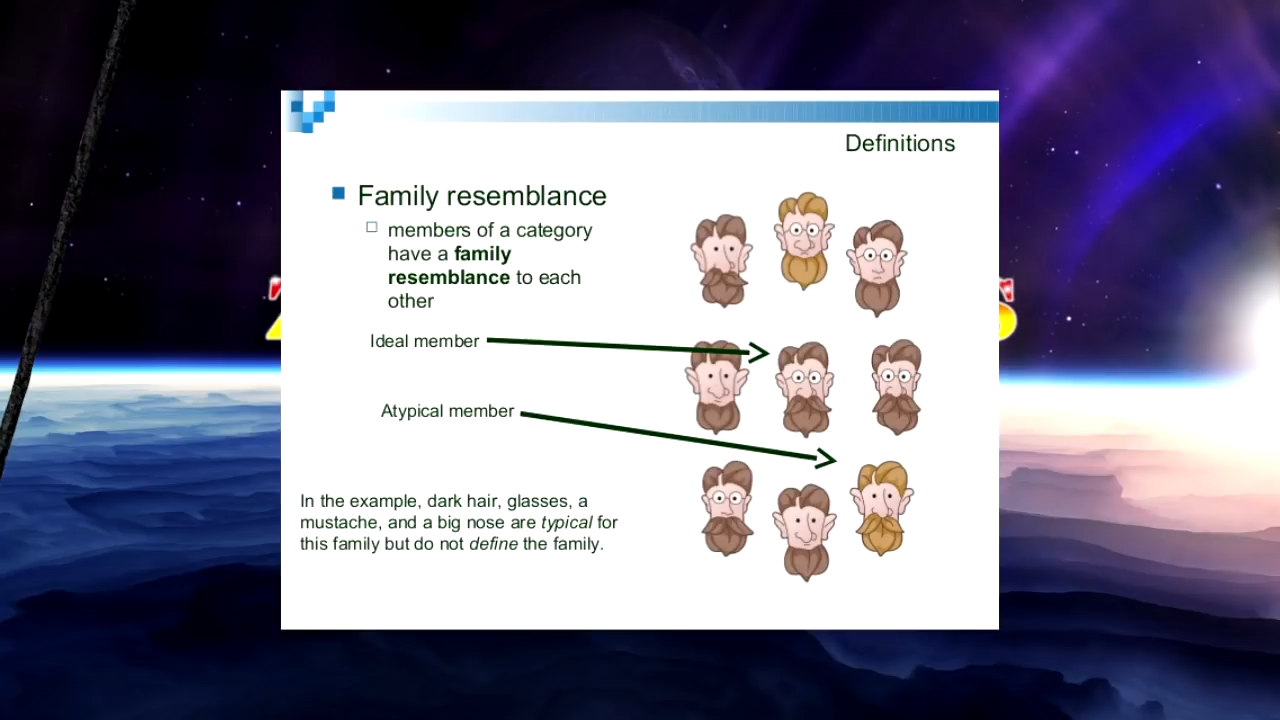 Definitions
Family resemblance
members of a category
have a family
resemblance to each
other
Ideal member
Atypical member
In the example, dark hair, glasses, a
mustache, and a big nose are typical for
this family but do not define the family.